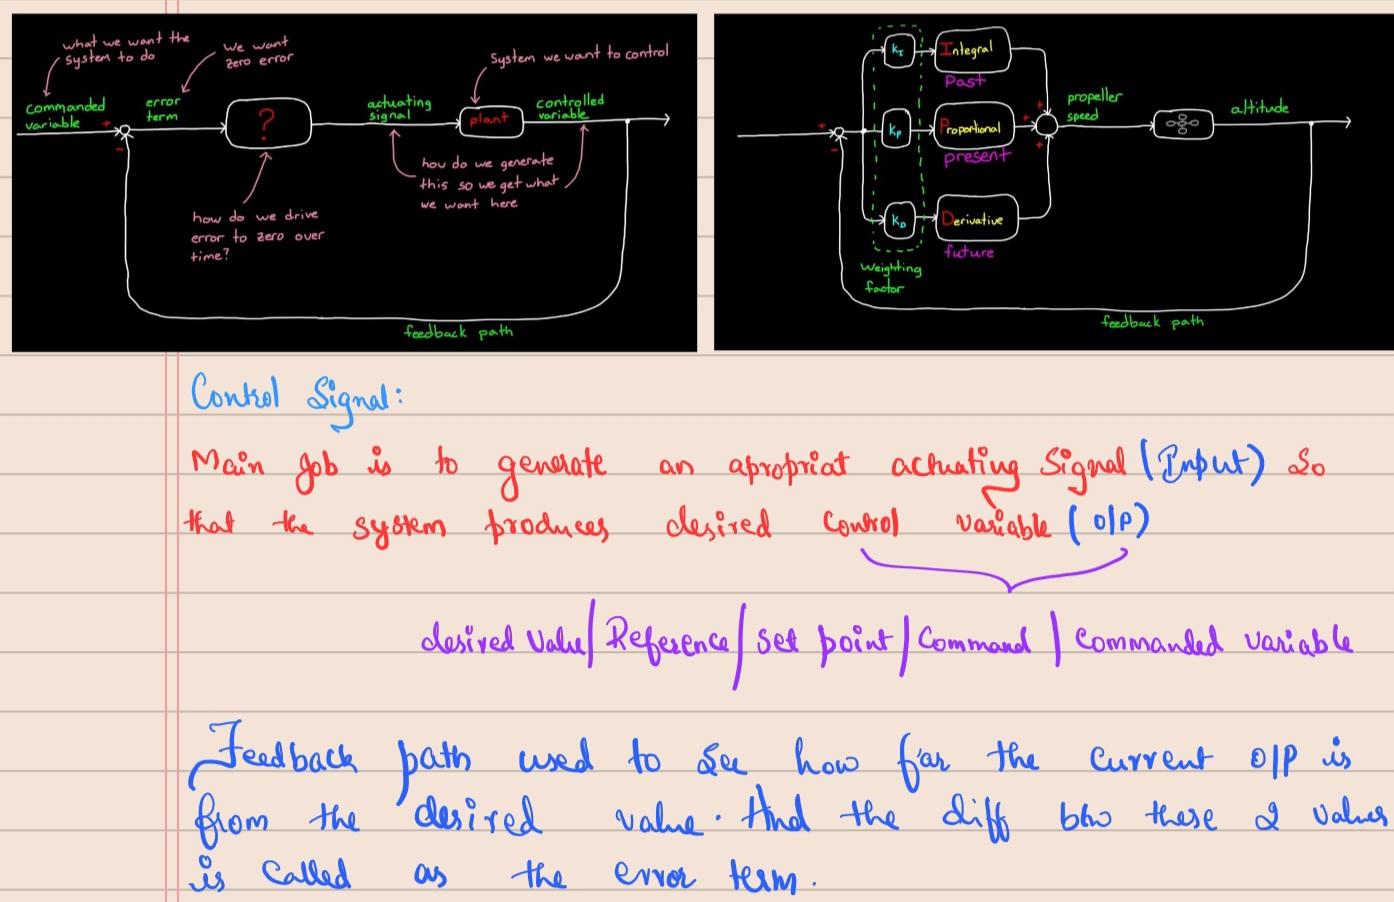 what we want the
system to do
we want
zero error
System we want to control
commanded
variable
+
-
error
term
?
actuating
signal
plant
controlled
variable
how do we generate
this so we get what
we want here
how do we drive
error to zero over
time?
feedback path
+
-
kI
Integral
Past
kP
Proportional
present
kD
Derivative
future
Weighting
factor
+
+
+
propeller
speed
altitude
feedback path
Control Signal:
Main job is to generate an apropriat actuating Signal (Input) So
that the system produces desired control variable (O/P)
desired Value/ Reference/ set point / Command / Commanded variable
Feedback path used to see how far the current O/P is
from the desired value. And the diff btw these 2 values
is called as the error term.